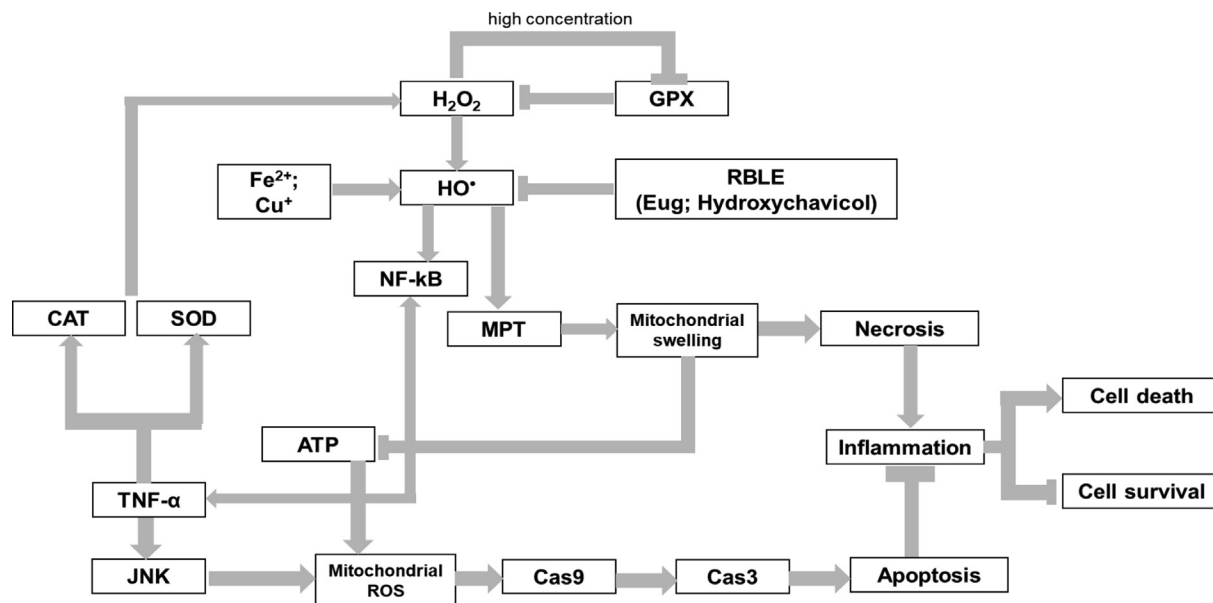 high concentration
H₂O₂
GPX
Fe²⁺;
Cu⁺
HO•
RBLE
(Eug; Hydroxychavicol)
NF-kB
CAT
SOD
MPT
Mitochondrial
swelling
Necrosis
Cell death
ATP
Inflammation
TNF-α
Cell survival
JNK
Mitochondrial
ROS
Cas9
Cas3
Apoptosis